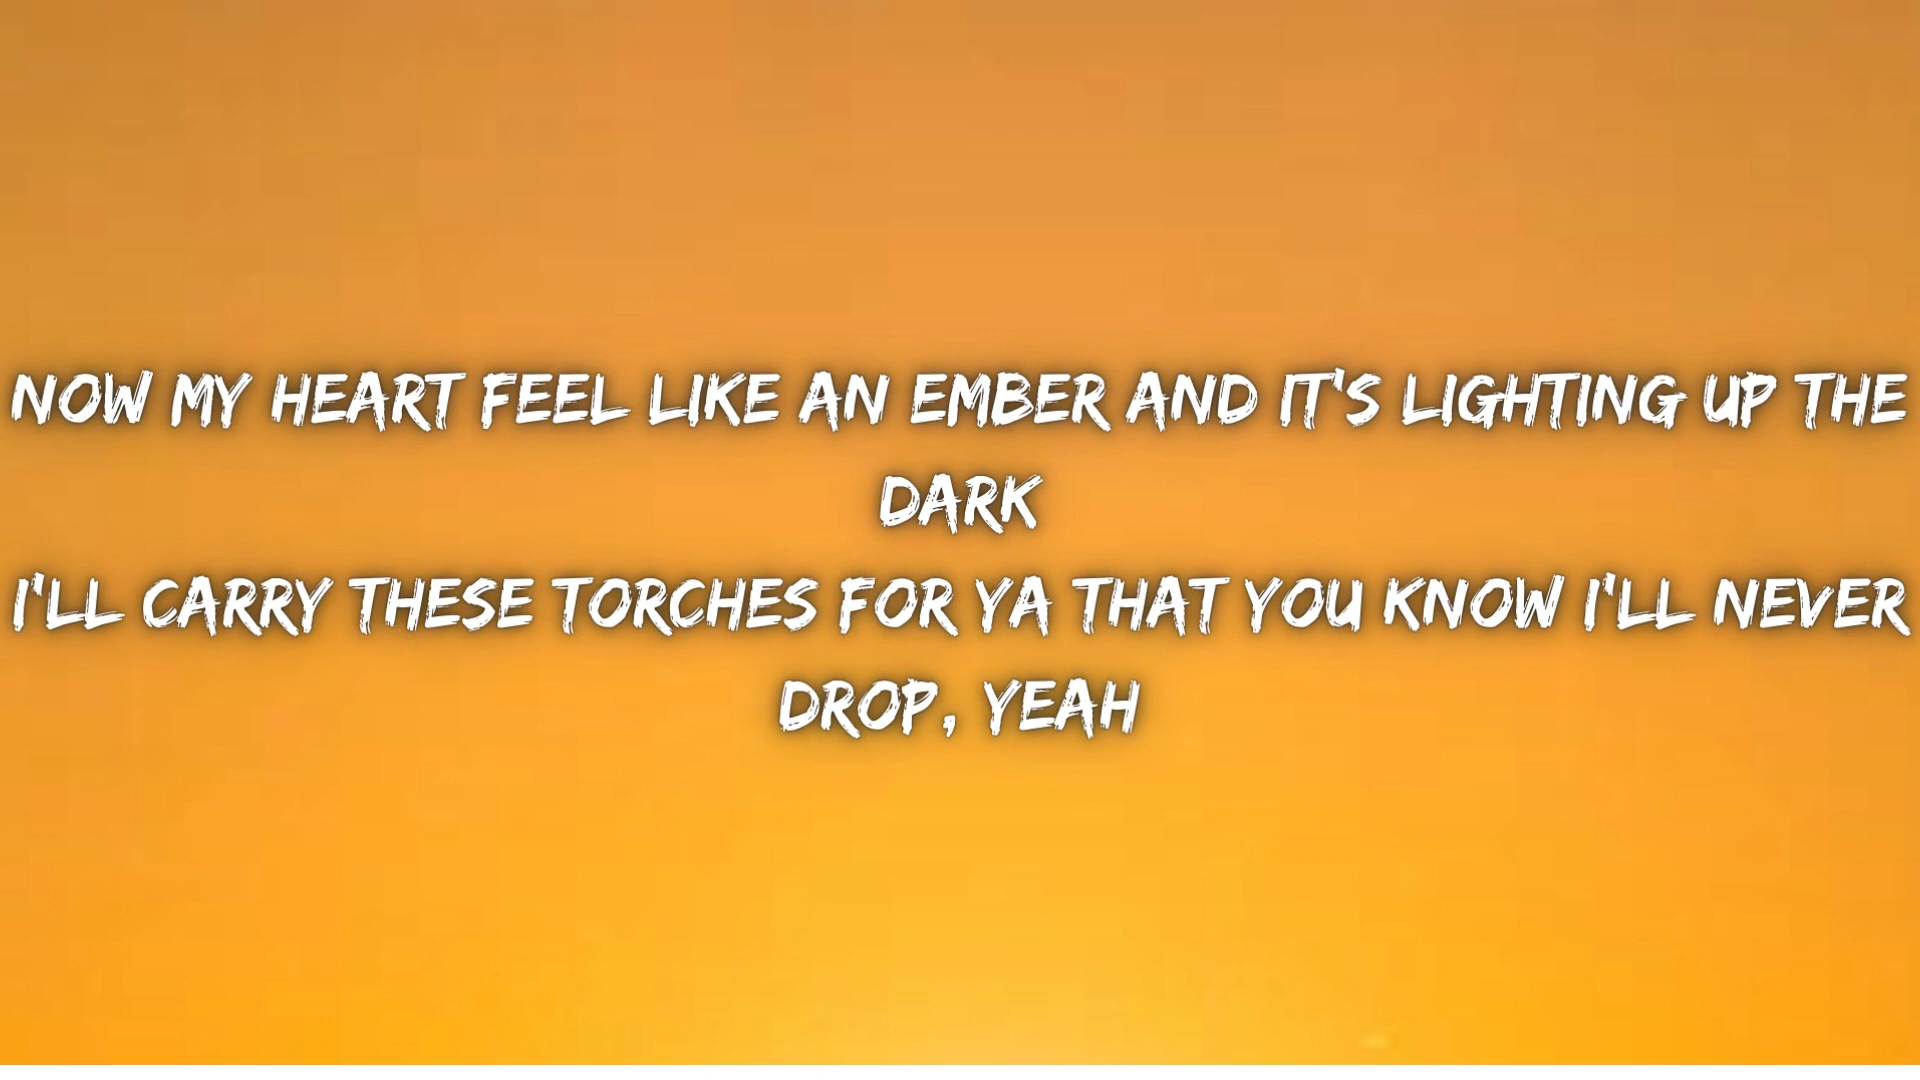 NOW MY HEART FEEL LIKE AN EMBER AND IT'S LIGHTING UP THE
DARK
I'LL CARRY THESE TORCHES FOR YA THAT YOU KNOW I'LL NEVER
DROP, YEAH